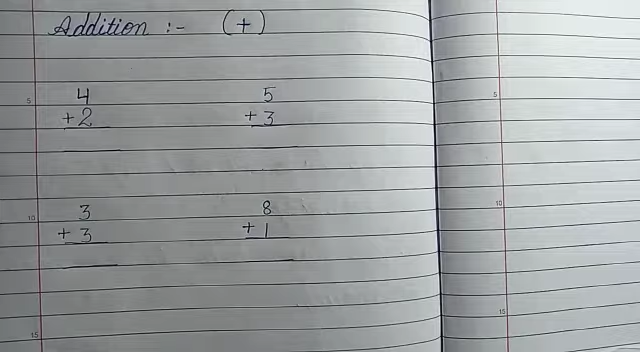 Addition :- (+)
5 4 5 5
+2 +3
10 3 8 10
+ 3 + 1
15 15